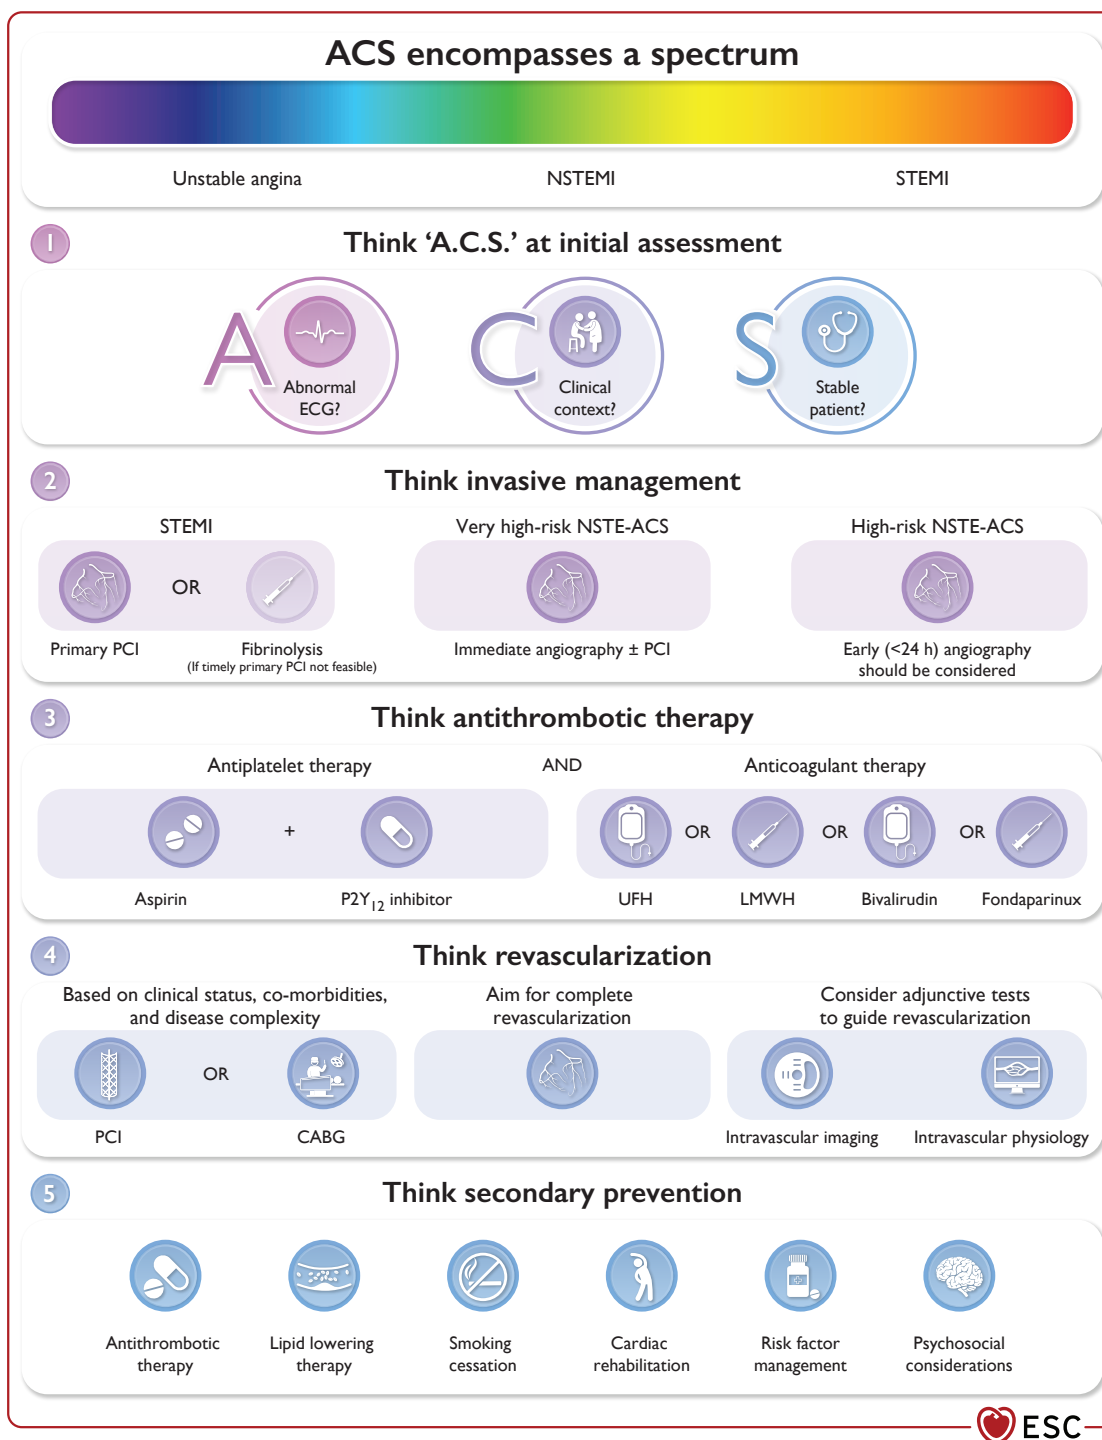 ACS encompasses a spectrum
Unstable angina
NSTEMI
STEMI
1
Think ‘A.C.S.’ at initial assessment
A
Abnormal
ECG?
C
Clinical
context?
S
Stable
patient?
2
Think invasive management
STEMI
OR
Primary PCI
Fibrinolysis
(If timely primary PCI not feasible)
Very high-risk NSTE-ACS
Immediate angiography ± PCI
High-risk NSTE-ACS
Early (<24 h) angiography
should be considered
3
Think antithrombotic therapy
Antiplatelet therapy
AND
Anticoagulant therapy
+
OR
OR
OR
Aspirin
P2Y12 inhibitor
UFH
LMWH
Bivalirudin
Fondaparinux
4
Think revascularization
Based on clinical status, co-morbidities,
and disease complexity
OR
PCI
CABG
Aim for complete
revascularization
Consider adjunctive tests
to guide revascularization
Intravascular imaging
Intravascular physiology
5
Think secondary prevention
Antithrombotic
therapy
Lipid lowering
therapy
Smoking
cessation
Cardiac
rehabilitation
Risk factor
management
Psychosocial
considerations
ESC